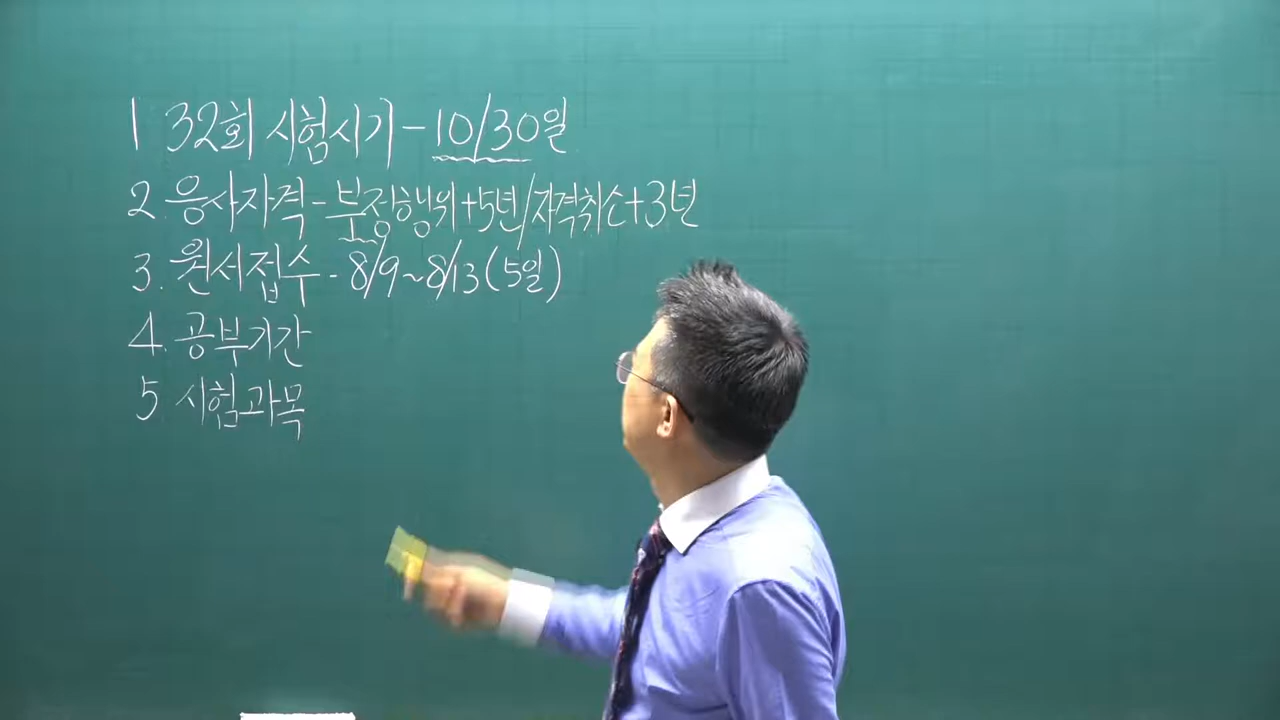 1 32회 시험시기 - 10/30일
2. 응시자격 - 부정행위+5년/자격취소+3년
3. 원서접수 - 8/9~8/13(5일)
4. 공부기간
5 시험과목